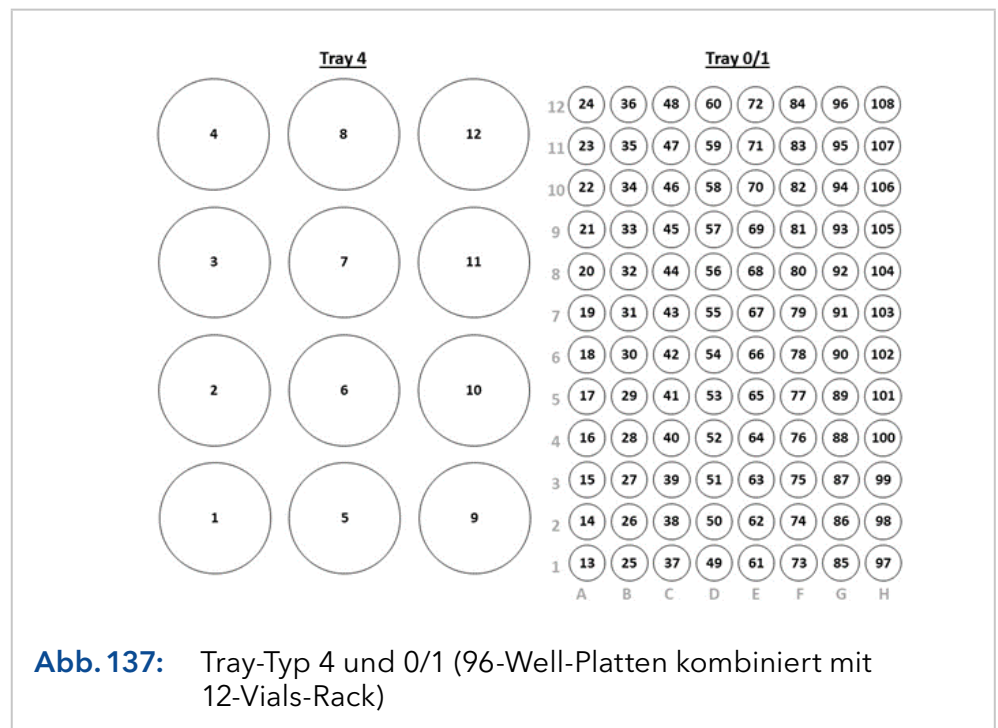 Tray 4
Tray 0/1
4 8 12
3 7 11
2 6 10
1 5 9
12 24 36 48 60 72 84 96 108
11 23 35 47 59 71 83 95 107
10 22 34 46 58 70 82 94 106
9 21 33 45 57 69 81 93 105
8 20 32 44 56 68 80 92 104
7 19 31 43 55 67 79 91 103
6 18 30 42 54 66 78 90 102
5 17 29 41 53 65 77 89 101
4 16 28 40 52 64 76 88 100
3 15 27 39 51 63 75 87 99
2 14 26 38 50 62 74 86 98
1 13 25 37 49 61 73 85 97
A B C D E F G H
Abb. 137: Tray-Typ 4 und 0/1 (96-Well-Platten kombiniert mit
12-Vials-Rack)